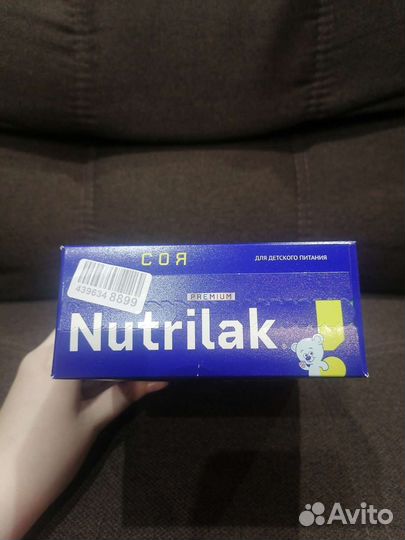 СОЯ
ДЛЯ ДЕТСКОГО ПИТАНИЯ
439634 8899
PREMIUM
Nutrilak
Avito